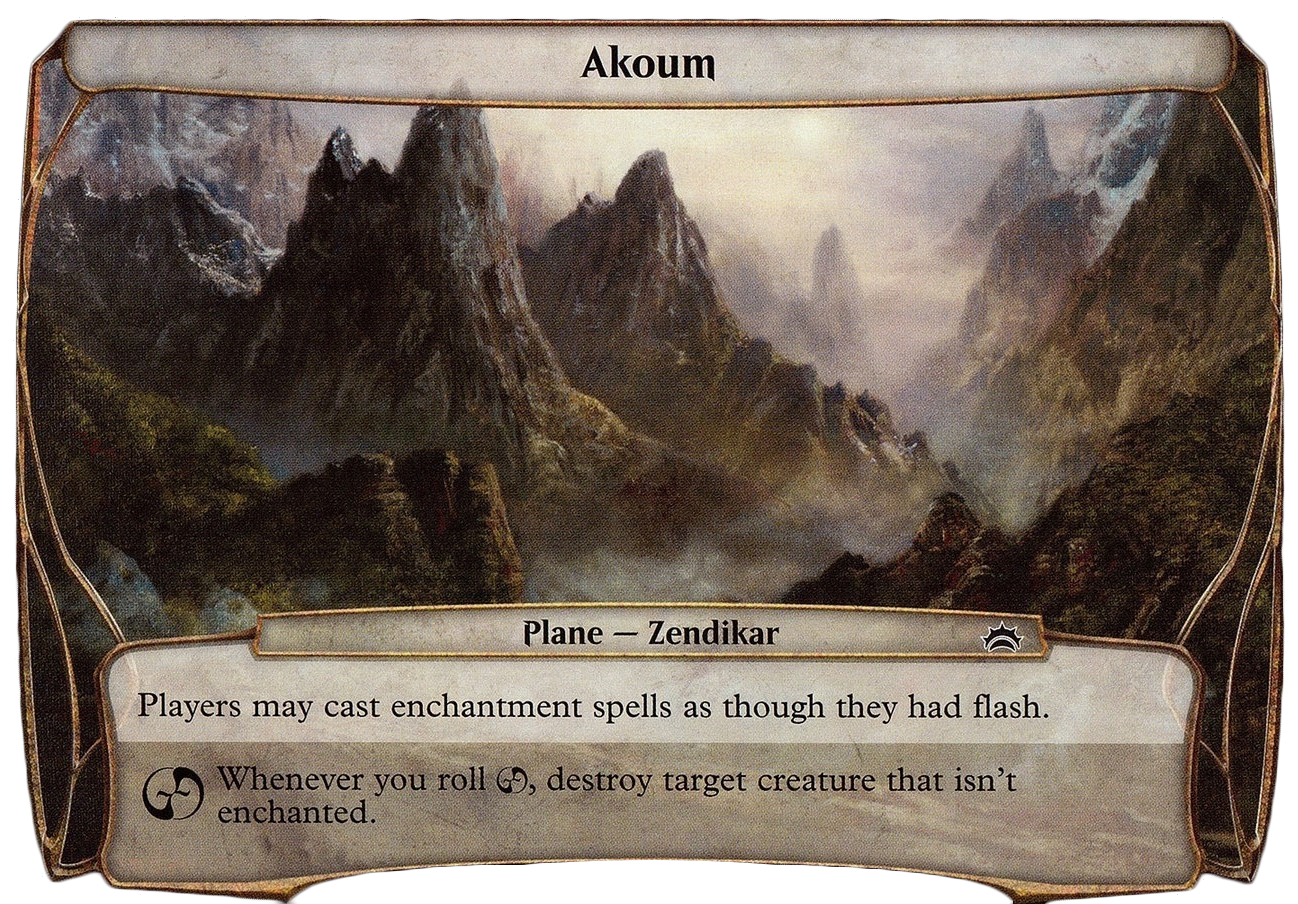 Akoum
Plane — Zendikar
Players may cast enchantment spells as though they had flash.
Whenever you roll , destroy target creature that isn't
enchanted.